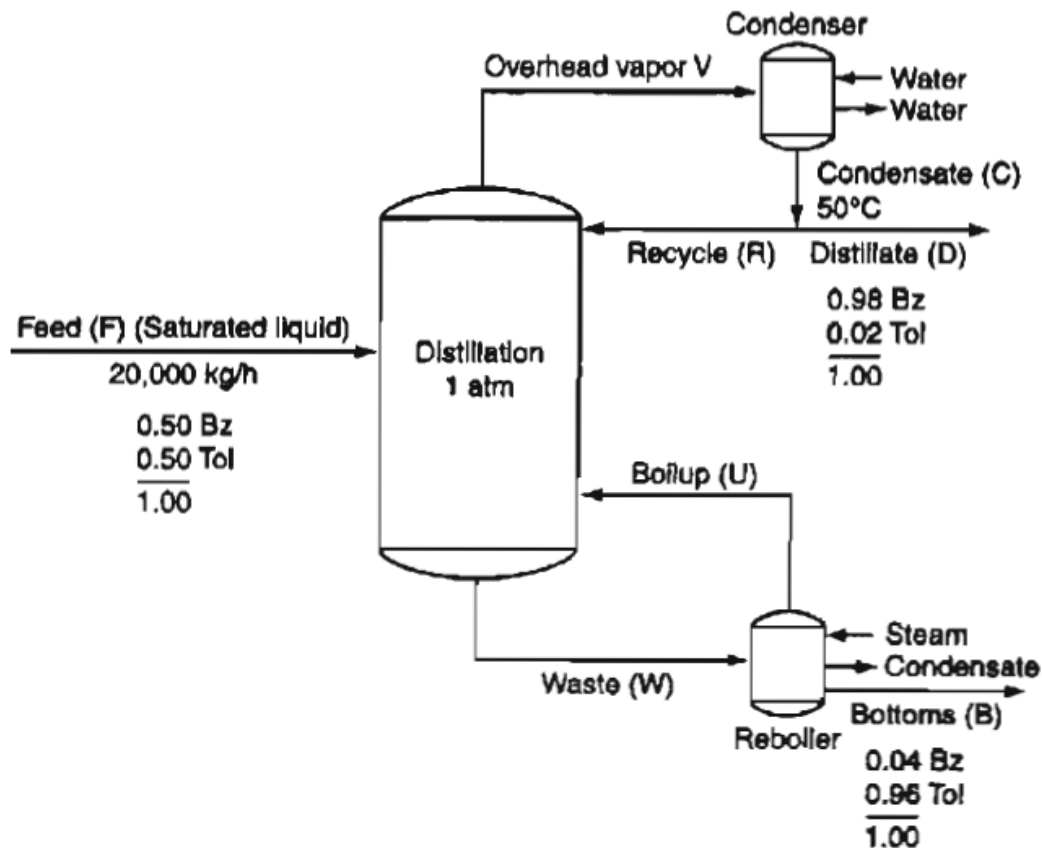 Condenser
Overhead vapor V
Water
Water
Condensate (C)
50°C
Recycle (R)
Distillate (D)
0.98 Bz
0.02 Tol
1.00
Feed (F) (Saturated liquid)
20,000 kg/h
0.50 Bz
0.50 Tol
1.00
Distillation
1 atm
Boilup (U)
Steam
Condensate
Waste (W)
Bottoms (B)
Reboiler
0.04 Bz
0.96 Tol
1.00